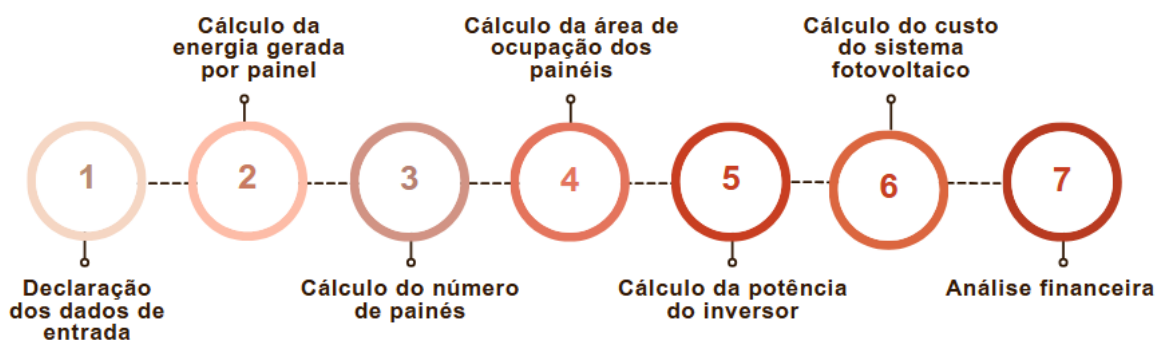 Cálculo da
energia gerada
por painel
Cálculo da área de
ocupação dos
painéis
Cálculo do custo
do sistema
fotovoltaico
1
2
3
4
5
6
7
Declaração
dos dados de
entrada
Cálculo do número
de painés
Cálculo da potência
do inversor
Análise financeira